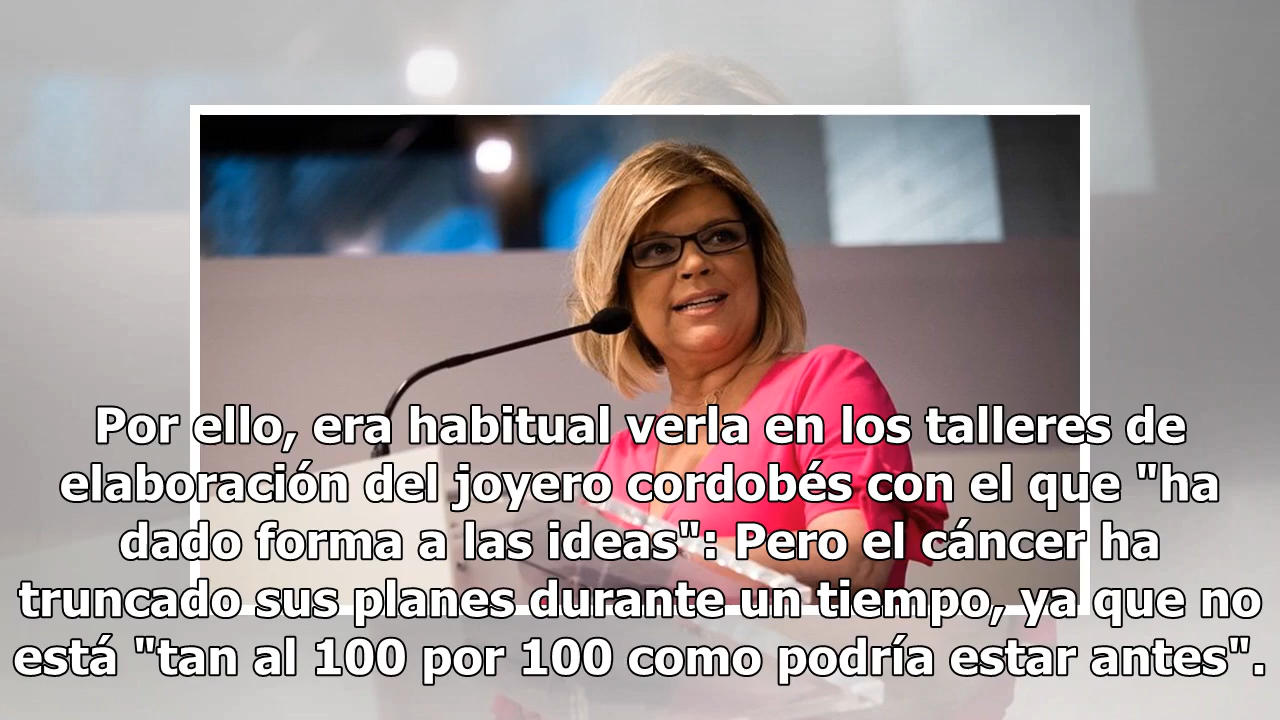 Por ello, era habitual verla en los talleres de
elaboración del joyero cordobés con el que "ha
dado forma a las ideas": Pero el cáncer ha
truncado sus planes durante un tiempo, ya que no
está "tan al 100 por 100 como podría estar antes".